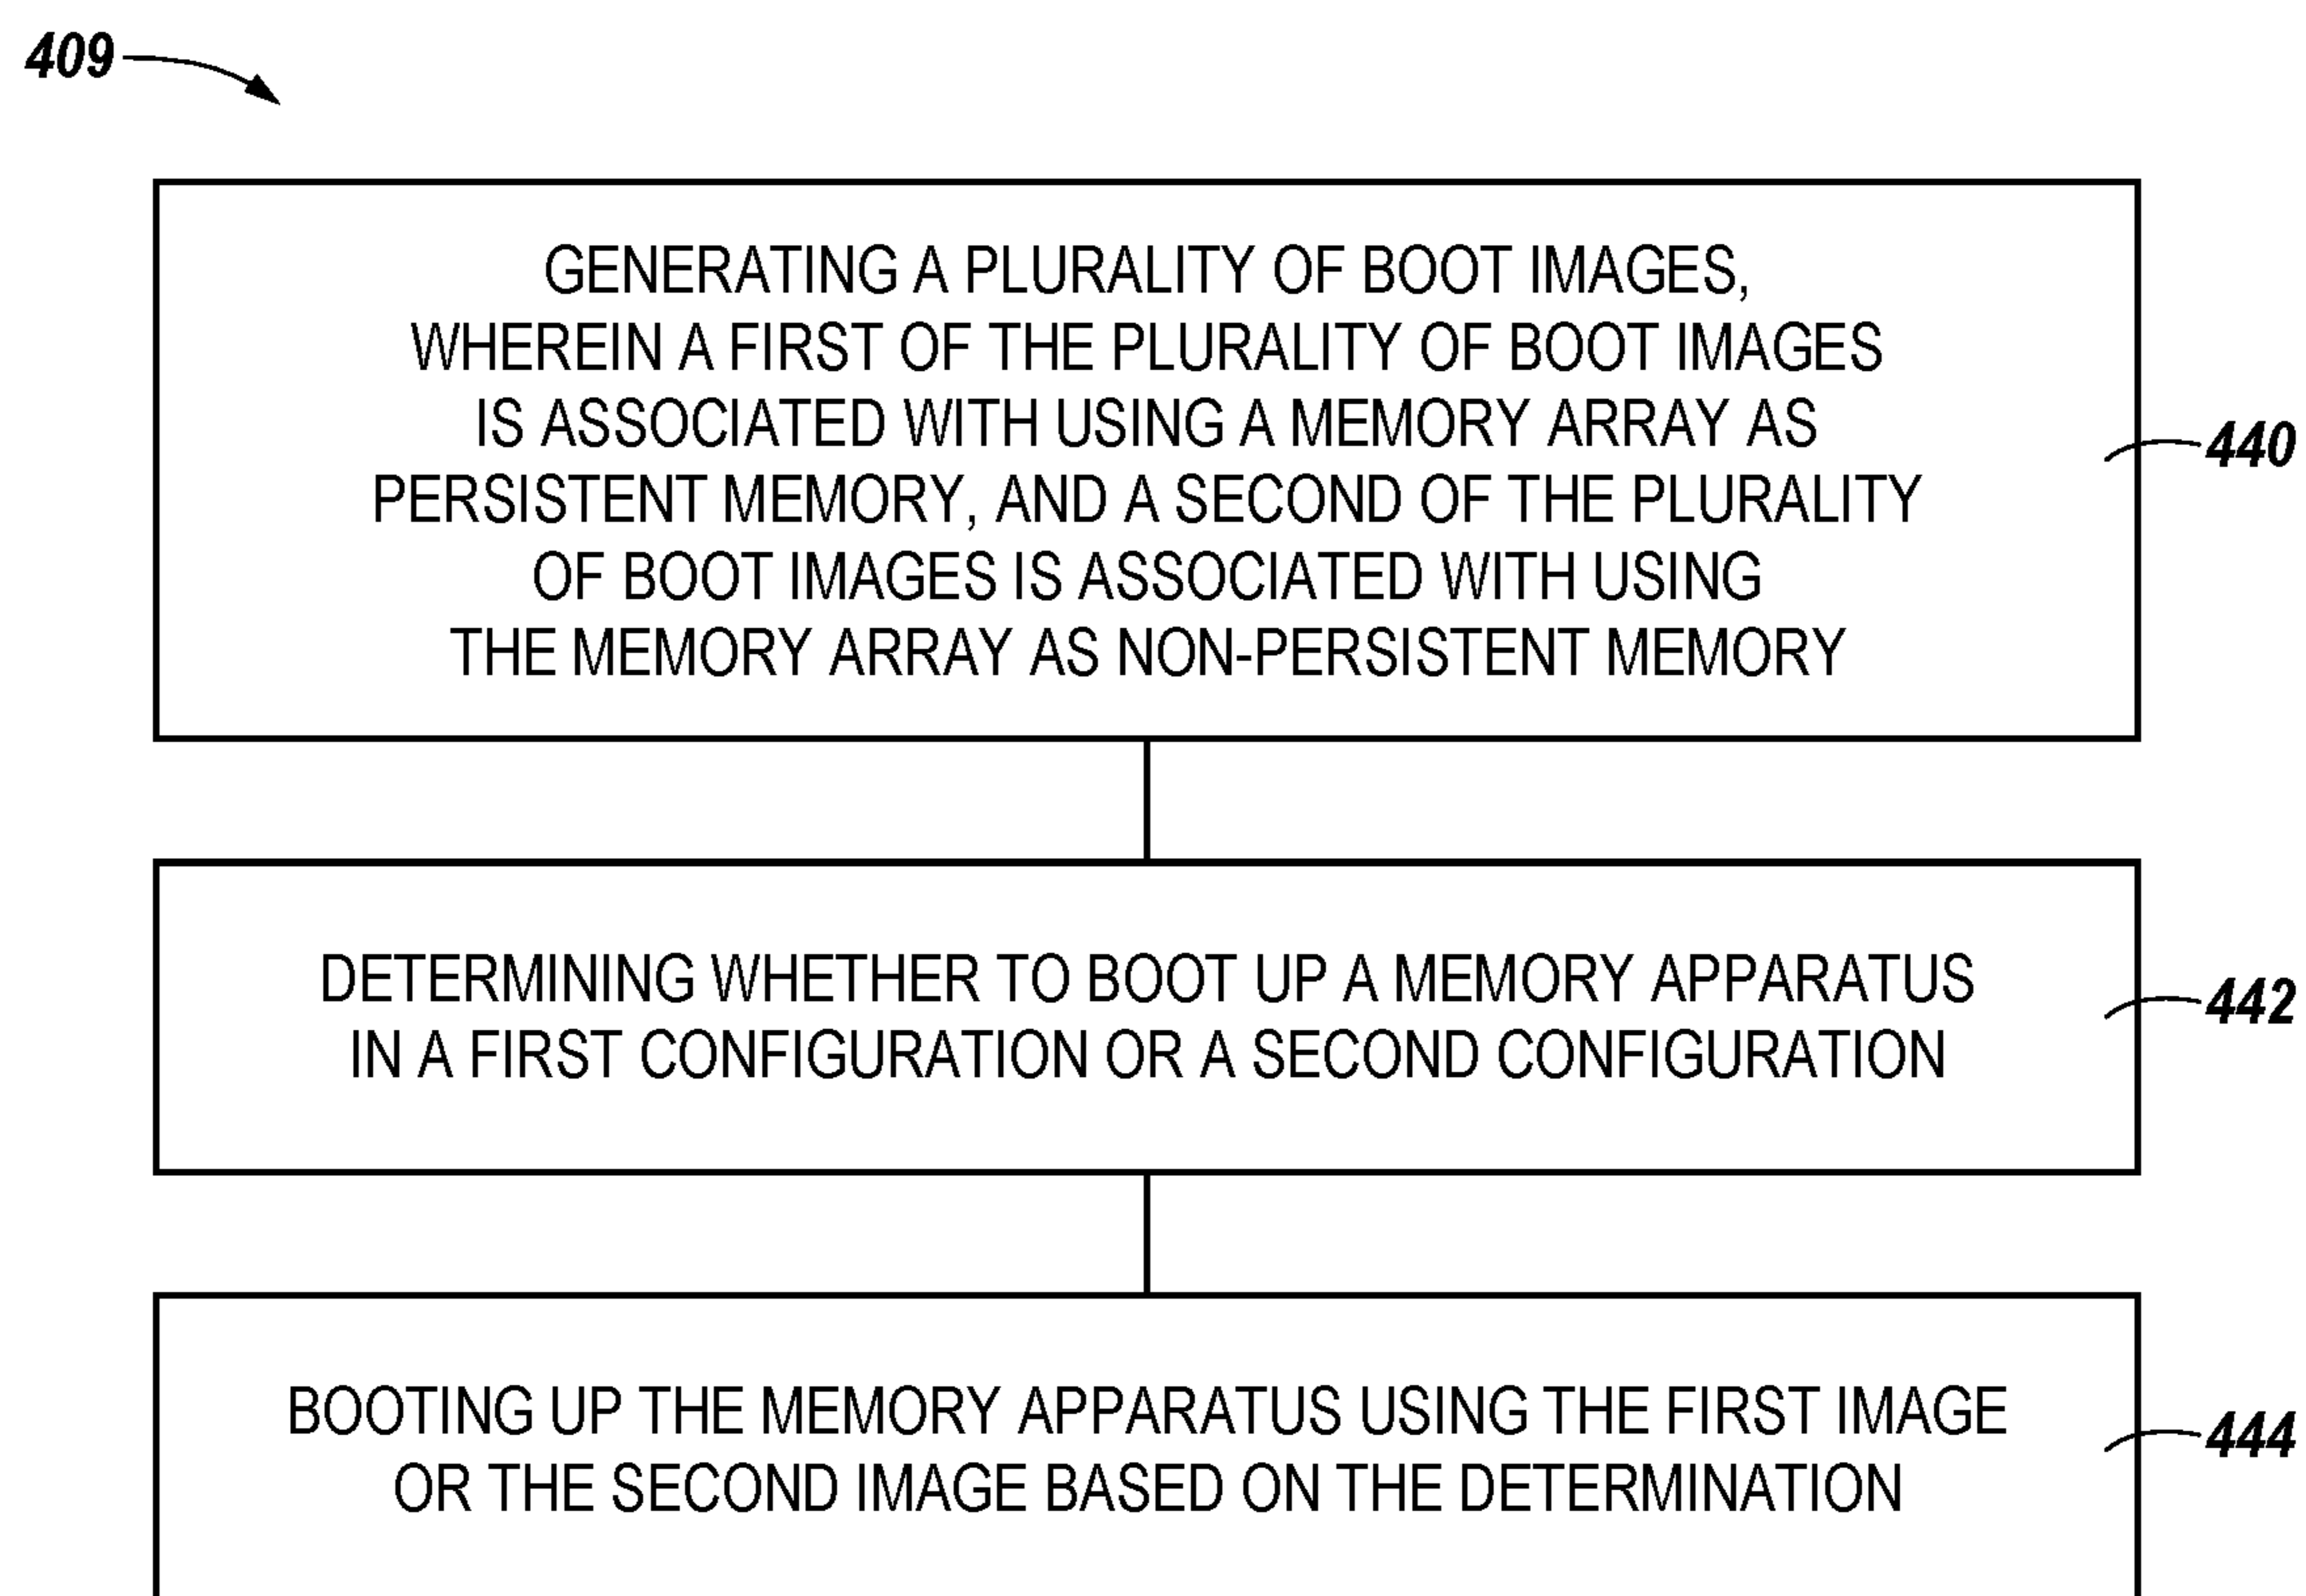 409
GENERATING A PLURALITY OF BOOT IMAGES,
WHEREIN A FIRST OF THE PLURALITY OF BOOT IMAGES
IS ASSOCIATED WITH USING A MEMORY ARRAY AS
PERSISTENT MEMORY, AND A SECOND OF THE PLURALITY
OF BOOT IMAGES IS ASSOCIATED WITH USING
THE MEMORY ARRAY AS NON-PERSISTENT MEMORY
440
DETERMINING WHETHER TO BOOT UP A MEMORY APPARATUS
IN A FIRST CONFIGURATION OR A SECOND CONFIGURATION
442
BOOTING UP THE MEMORY APPARATUS USING THE FIRST IMAGE
OR THE SECOND IMAGE BASED ON THE DETERMINATION
444